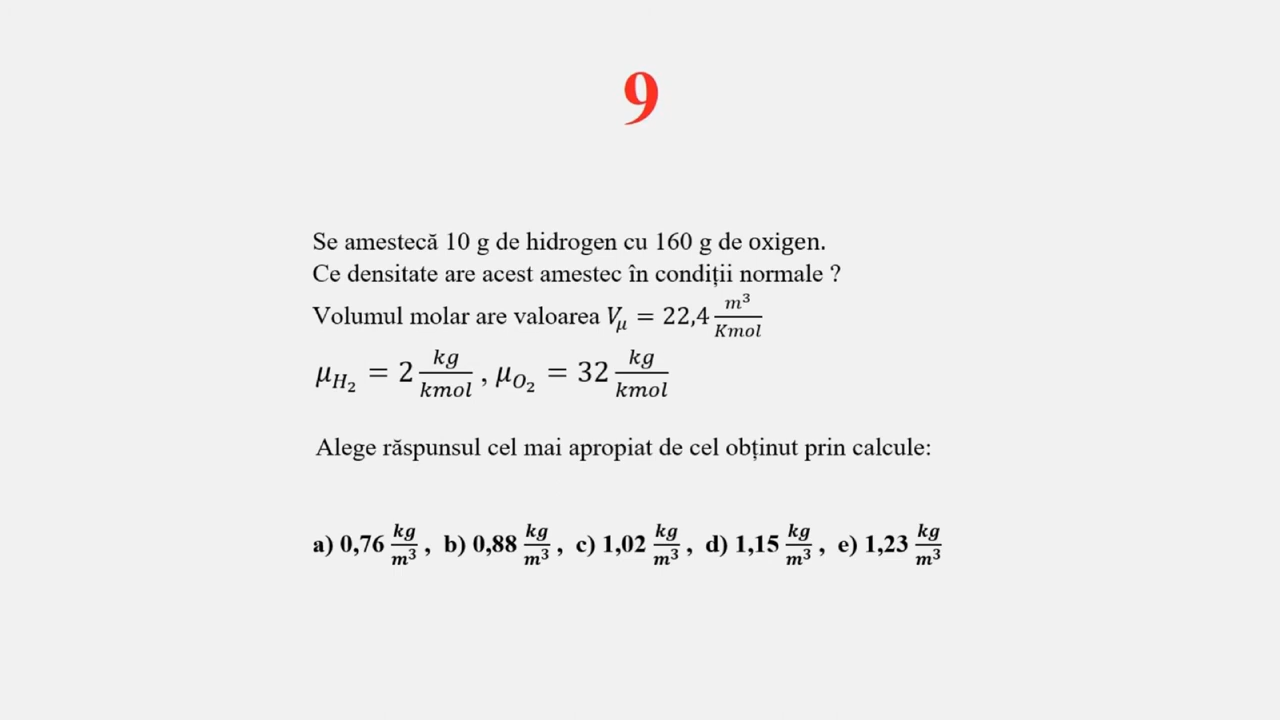 9
Se amestecă 10 g de hidrogen cu 160 g de oxigen.
Ce densitate are acest amestec în condiții normale ?
Volumul molar are valoarea V_μ = 22,4 m³/Kmol
μ_H₂ = 2 kg/kmol , μ_O₂ = 32 kg/kmol
Alege răspunsul cel mai apropiat de cel obținut prin calcule:
a) 0,76 kg/m³ , b) 0,88 kg/m³ , c) 1,02 kg/m³ , d) 1,15 kg/m³ , e) 1,23 kg/m³